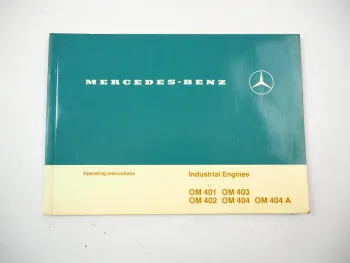 MERCEDES-BENZ
Operating instructions
Industrial Engines
OM 401 OM 403
OM 402 OM 404 OM 404 A